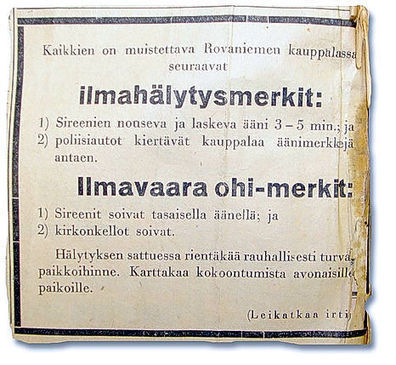 Kaikkien on muistettava Rovaniemen kauppalassa
seuraavat
ilmahälytysmerkit:
1) Sireenien nouseva ja laskeva ääni 3 – 5 min.; ja
2) poliisiautot kiertävät kauppalaa äänimerkkejä
antaen.
Ilmavaara ohi-merkit:
1) Sireenit soivat tasaisella äänellä; ja
2) kirkonkellot soivat.
Hälytyksen sattuessa rientäkää rauhallisesti turva-
paikkoihinne. Karttakaa kokoontumista avonaisille
paikoille.
(Leikatkaa irti)